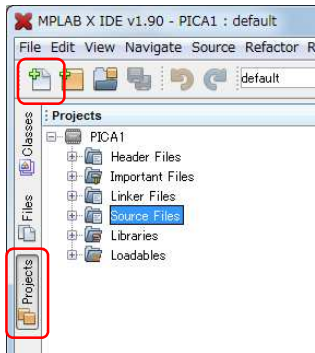 MPLAB X IDE v1.90 - PICA1 : default
File Edit View Navigate Source Refactor R
default
Projects
PICA1
Header Files
Important Files
Linker Files
Source Files
Libraries
Loadables
Classes
Files
Projects